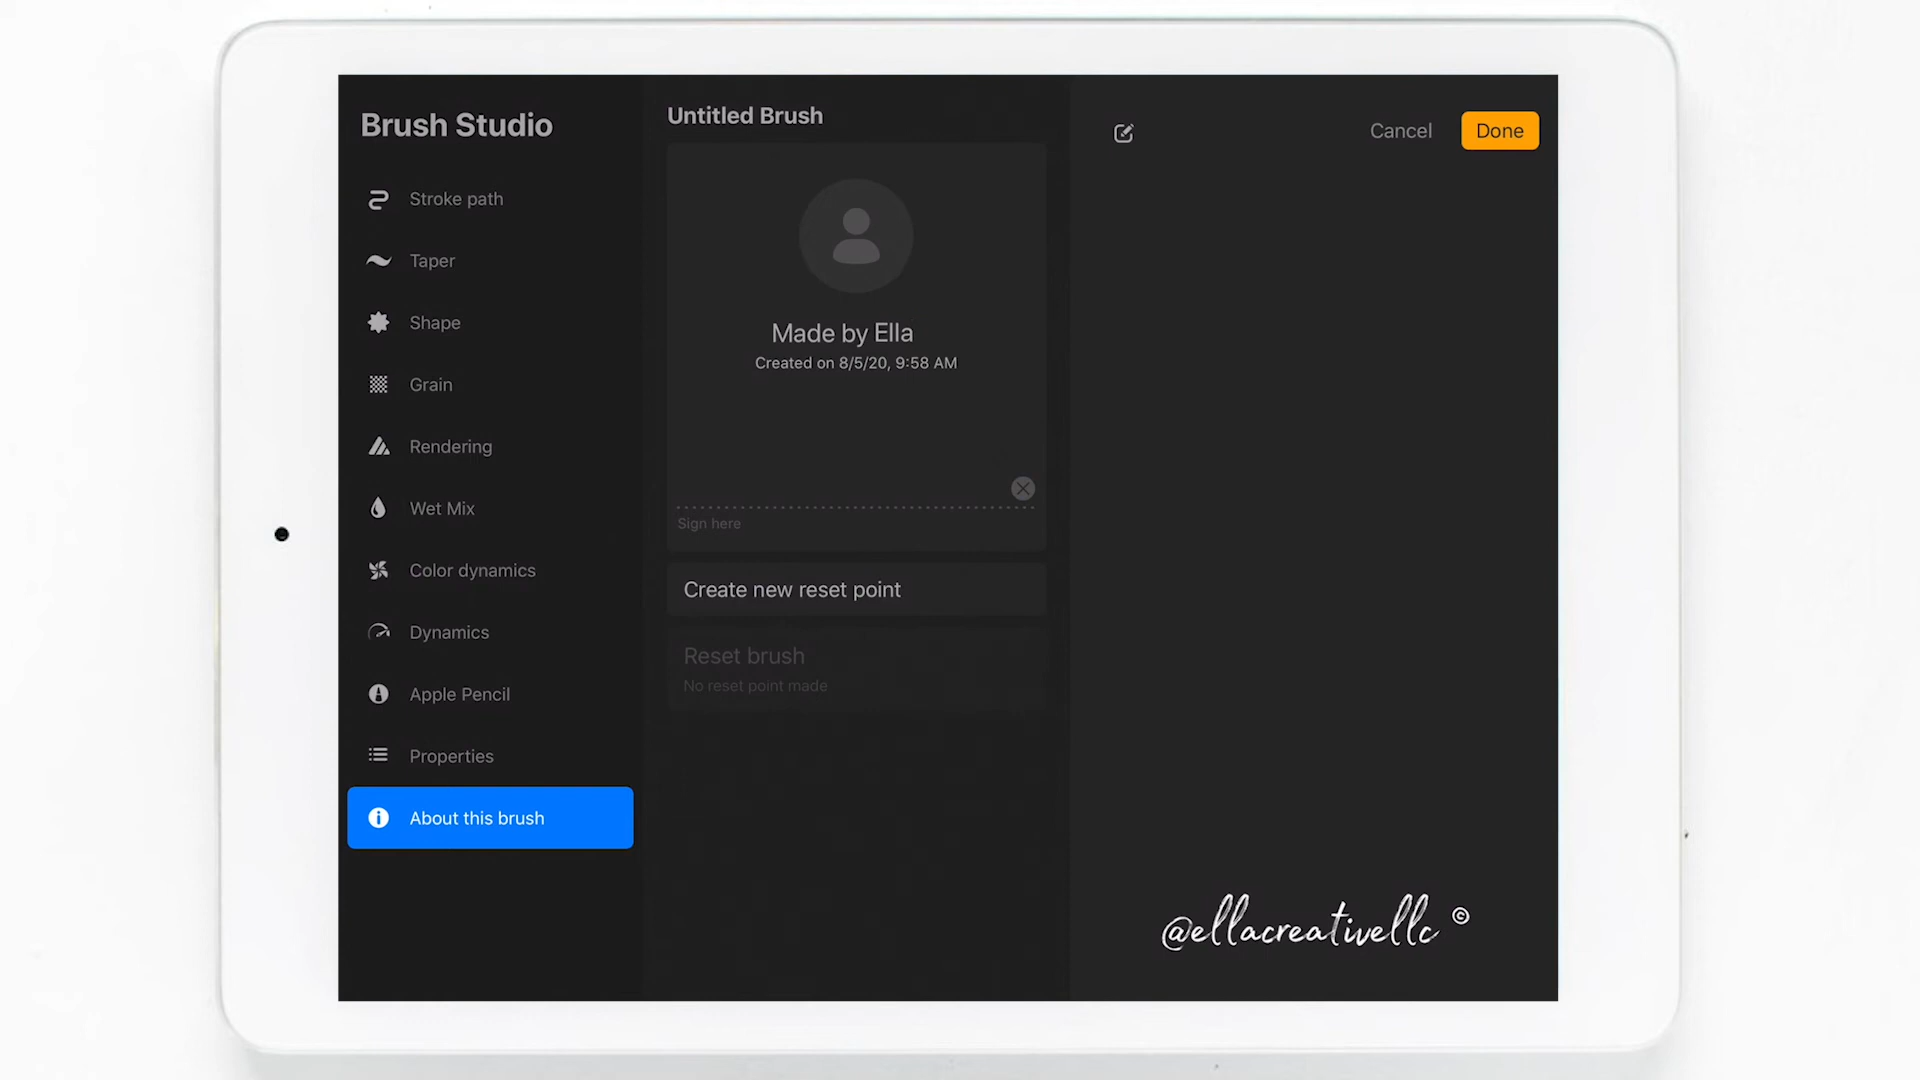 Brush Studio
Stroke path
Taper
Shape
Grain
Rendering
Wet Mix
Color dynamics
Dynamics
Apple Pencil
Properties
About this brush
Untitled Brush
Made by Ella
Created on 8/5/20, 9:58 AM
Sign here
Create new reset point
Reset brush
No reset point made
Cancel
Done
@ellacreativellc ©